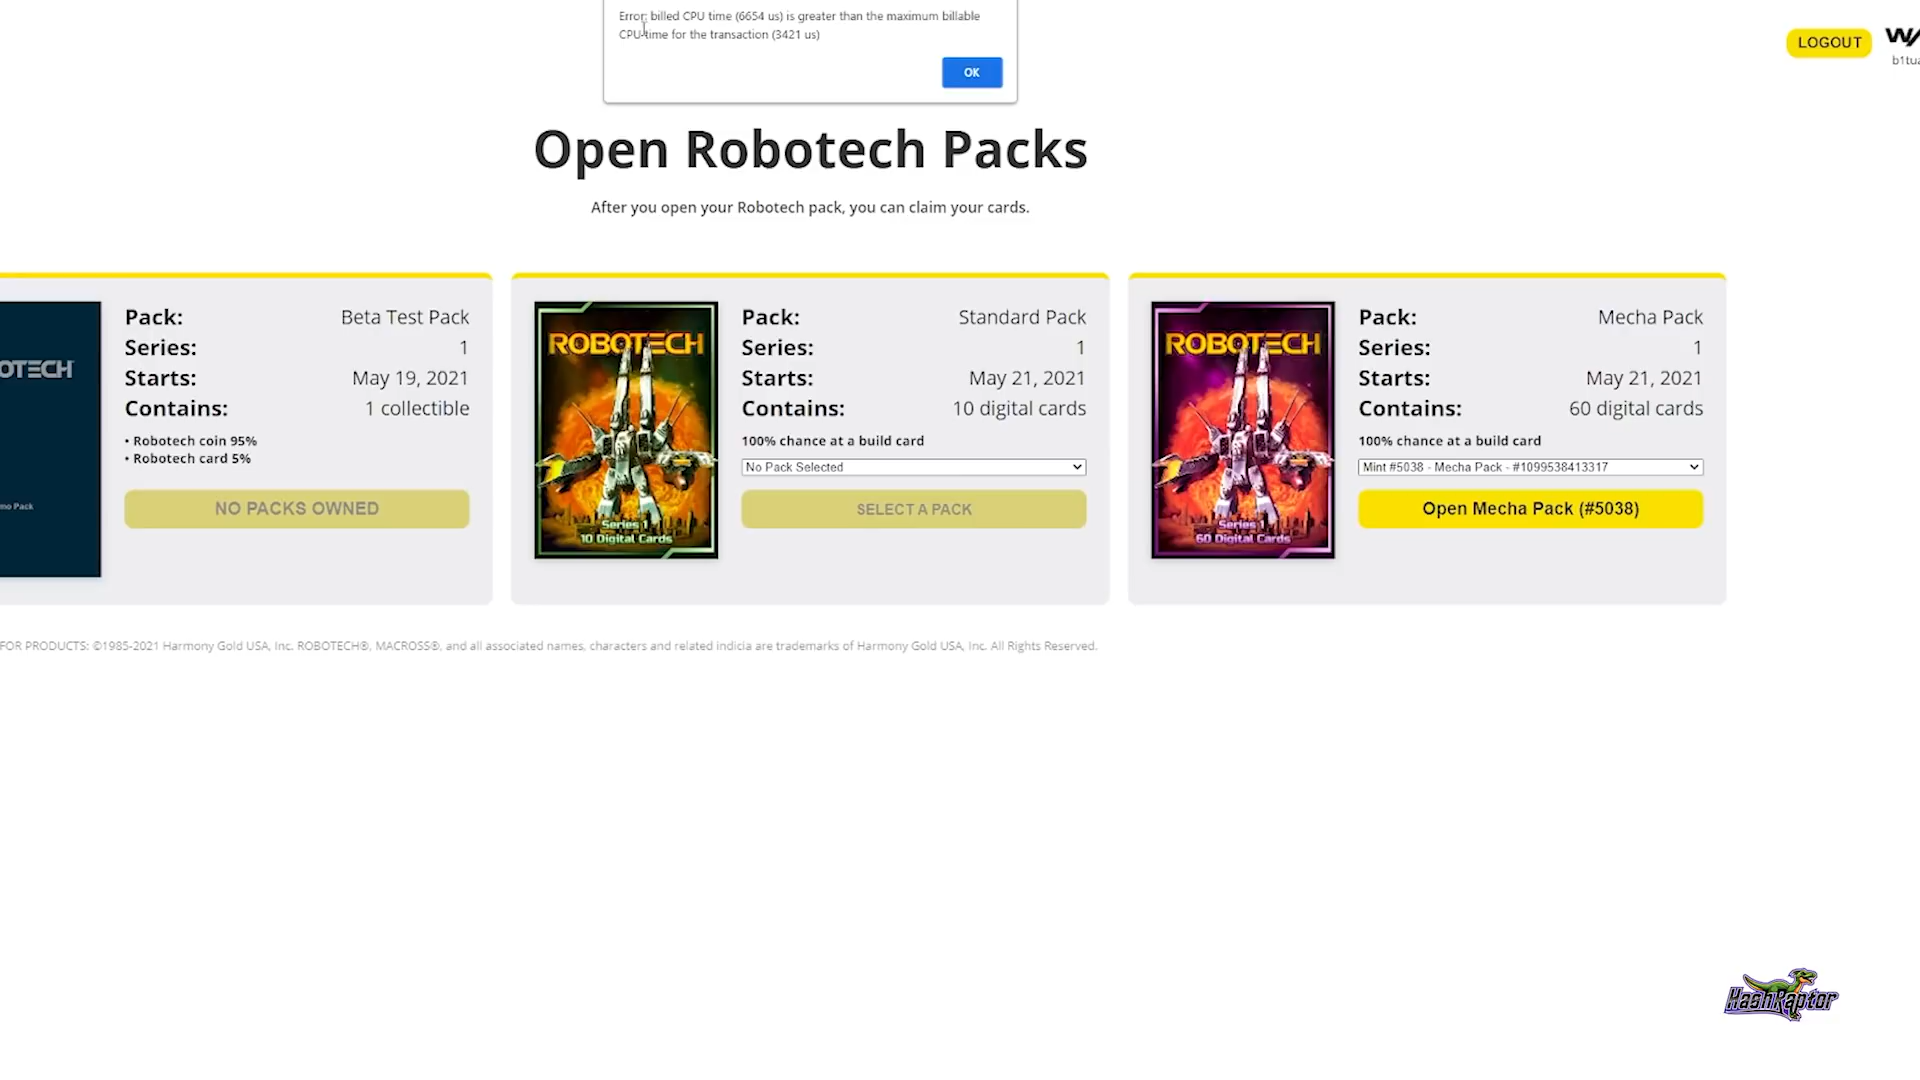 Error: billed CPU time (6654 us) is greater than the maximum billable
CPU time for the transaction (3421 us)
OK
LOGOUT
b1tua
Open Robotech Packs
After you open your Robotech pack, you can claim your cards.
OTECH
mo Pack
Pack: Beta Test Pack
Series: 1
Starts: May 19, 2021
Contains: 1 collectible
• Robotech coin 95%
• Robotech card 5%
NO PACKS OWNED
ROBOTECH
Series 1
10 Digital Cards
Pack: Standard Pack
Series: 1
Starts: May 21, 2021
Contains: 10 digital cards
100% chance at a build card
No Pack Selected
SELECT A PACK
ROBOTECH
Series 1
60 Digital Cards
Pack: Mecha Pack
Series: 1
Starts: May 21, 2021
Contains: 60 digital cards
100% chance at a build card
Mint #5038 - Mecha Pack - #1099538413317
Open Mecha Pack (#5038)
FOR PRODUCTS: ©1985-2021 Harmony Gold USA, Inc. ROBOTECH®, MACROSS®, and all associated names, characters and related indicia are trademarks of Harmony Gold USA, Inc. All Rights Reserved.
HashRaptor